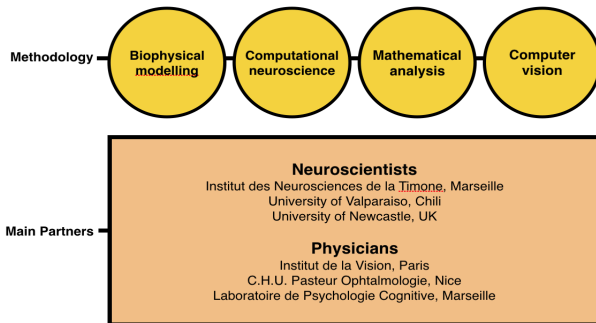 Methodology
Biophysical
modelling
Computational
neuroscience
Mathematical
analysis
Computer
vision
Main Partners
Neuroscientists
Institut des Neurosciences de la Timone, Marseille
University of Valparaiso, Chili
University of Newcastle, UK
Physicians
Institut de la Vision, Paris
C.H.U. Pasteur Ophtalmologie, Nice
Laboratoire de Psychologie Cognitive, Marseille